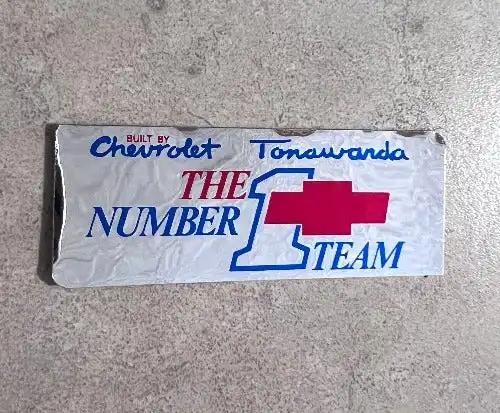 BUILT BY
Chevrolet Tonawanda
THE
NUMBER 1
TEAM